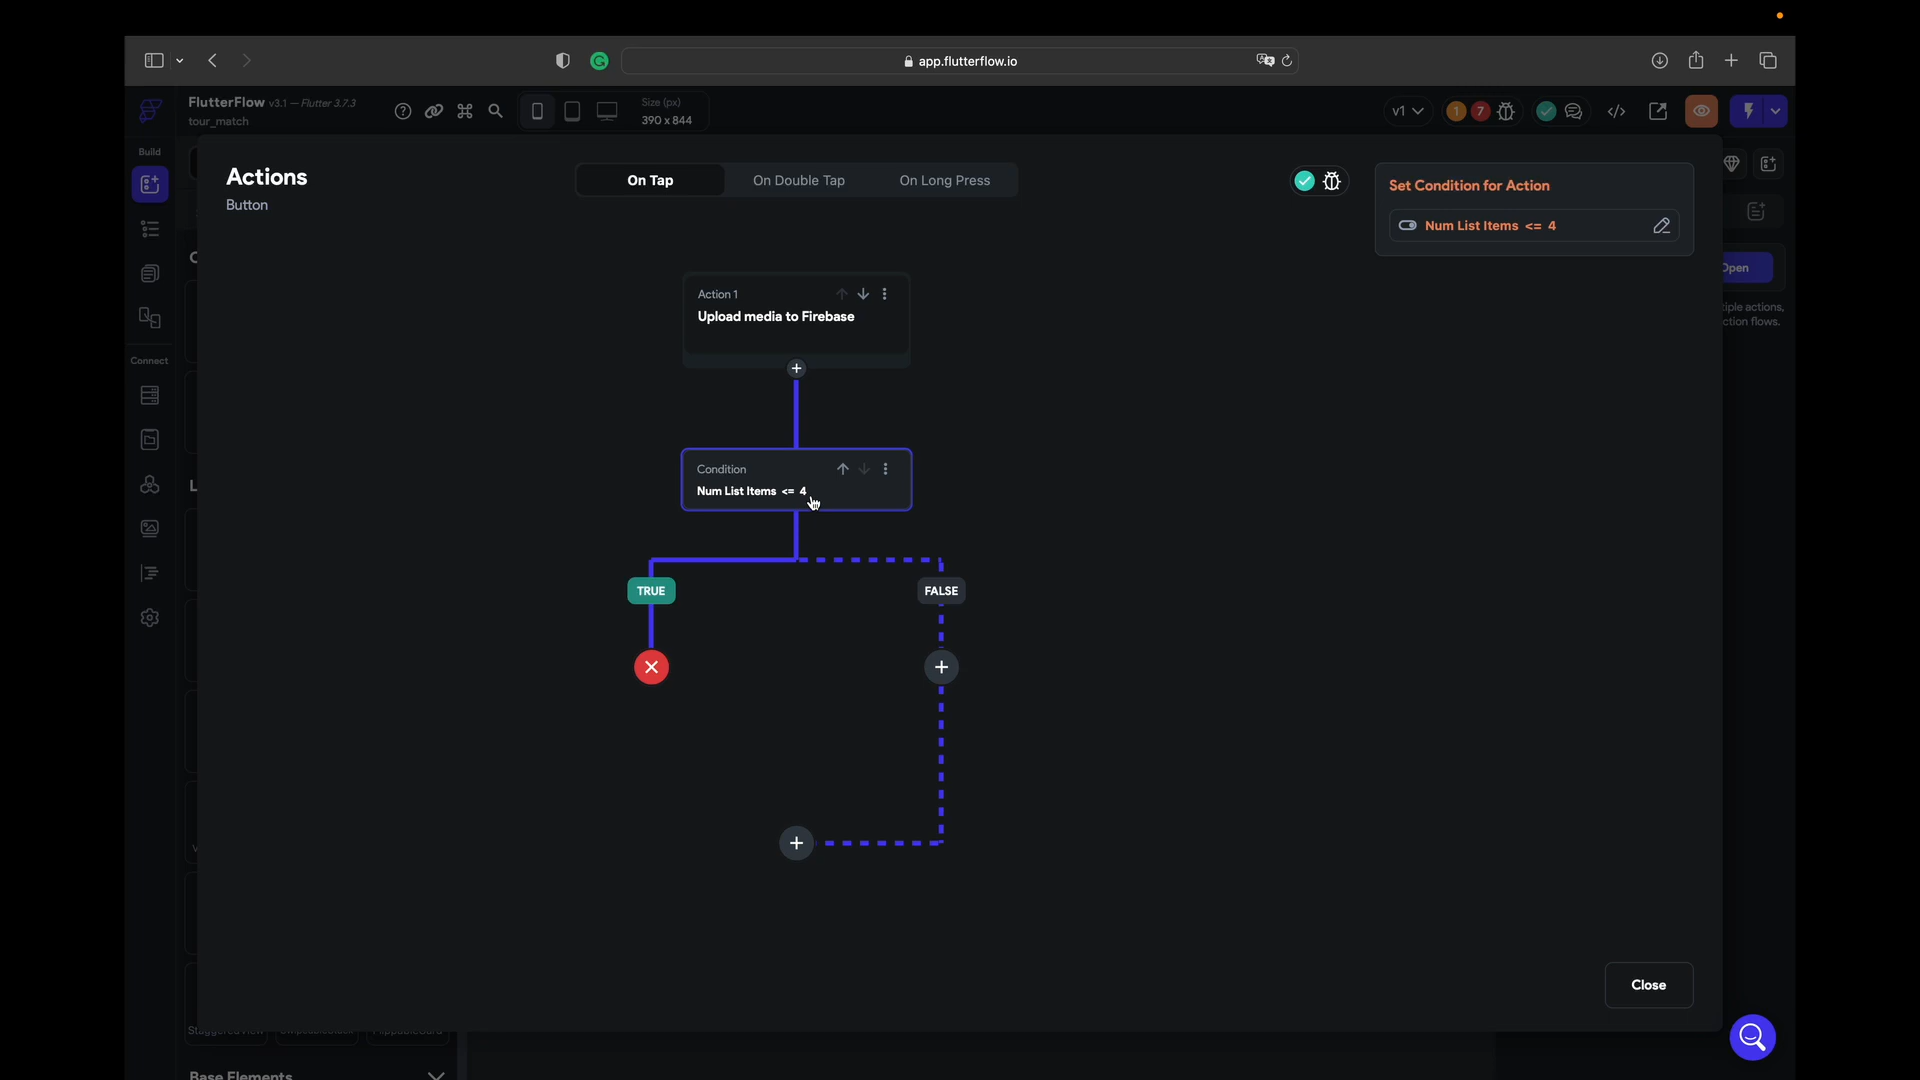 app.flutterflow.io
FlutterFlow v3.1 — Flutter 3.7.3
tour_match
Size (px)
390 x 844
v1
1
7
Build
Connect
Actions
Button
On Tap
On Double Tap
On Long Press
Set Condition for Action
Num List Items <= 4
Open
tiple actions,
ction flows.
Action 1
Upload media to Firebase
Condition
Num List Items <= 4
TRUE
FALSE
Close
Base Elements